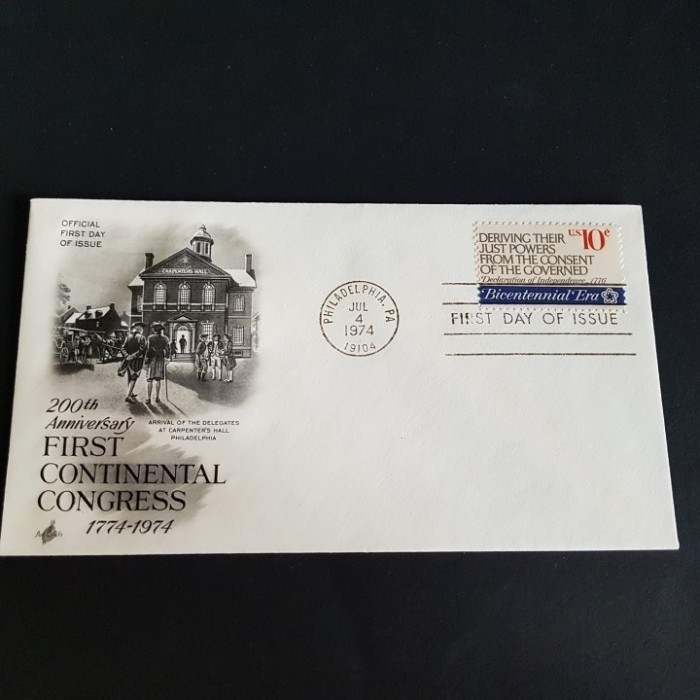 OFFICIAL
FIRST DAY
OF ISSUE
CARPENTERS HALL
200th
Anniversary
FIRST
CONTINENTAL
CONGRESS
1774-1974
ARRIVAL OF THE DELEGATES
AT CARPENTER'S HALL
PHILADELPHIA
PHILADELPHIA, PA
JUL
4
1974
19104
U.S. 10c
DERIVING THEIR
JUST POWERS
FROM THE CONSENT
OF THE GOVERNED
Declaration of Independence, 1776
Bicentennial Era
FIRST DAY OF ISSUE